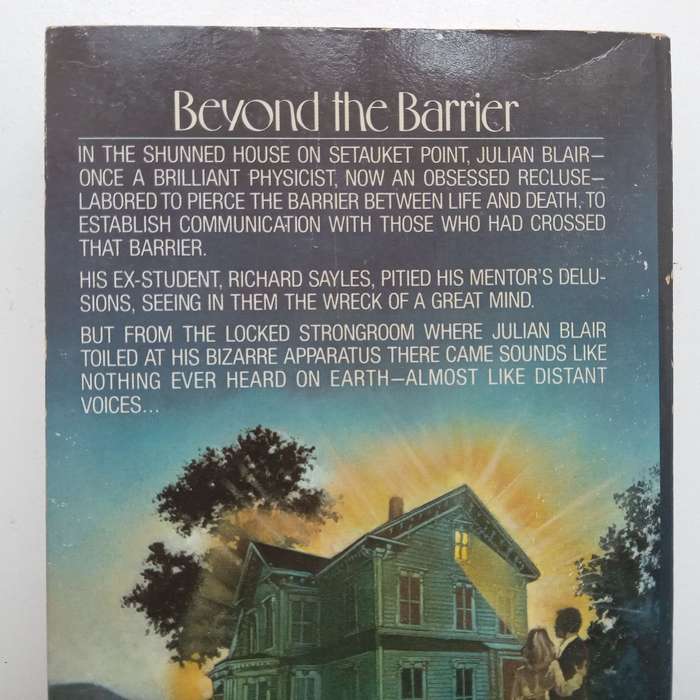 Beyond the Barrier
IN THE SHUNNED HOUSE ON SETAUKET POINT, JULIAN BLAIR—
ONCE A BRILLIANT PHYSICIST, NOW AN OBSESSED RECLUSE—
LABORED TO PIERCE THE BARRIER BETWEEN LIFE AND DEATH, TO
ESTABLISH COMMUNICATION WITH THOSE WHO HAD CROSSED
THAT BARRIER.
HIS EX-STUDENT, RICHARD SAYLES, PITIED HIS MENTOR'S DELU-
SIONS, SEEING IN THEM THE WRECK OF A GREAT MIND.
BUT FROM THE LOCKED STRONGROOM WHERE JULIAN BLAIR
TOILED AT HIS BIZARRE APPARATUS THERE CAME SOUNDS LIKE
NOTHING EVER HEARD ON EARTH—ALMOST LIKE DISTANT
VOICES...